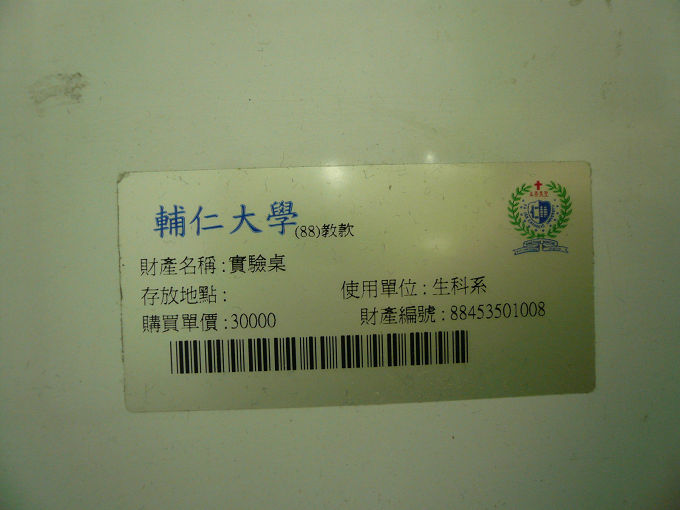 輔仁大學(88)教款
財產名稱:實驗桌
存放地點: 使用單位:生科系
購買單價:30000 財產編號:88453501008